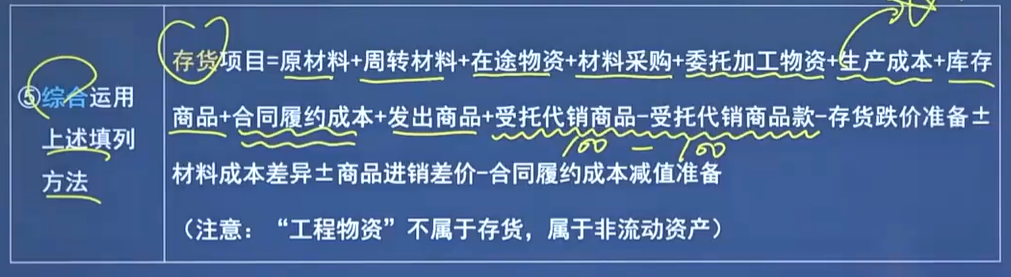 ⑤综合运用
上述填列
方法
存货项目=原材料+周转材料+在途物资+材料采购+委托加工物资+生产成本+库存
商品+合同履约成本+发出商品+受托代销商品-受托代销商品款-存货跌价准备±
100 - 100
材料成本差异±商品进销差价-合同履约成本减值准备
（注意：“工程物资”不属于存货，属于非流动资产）